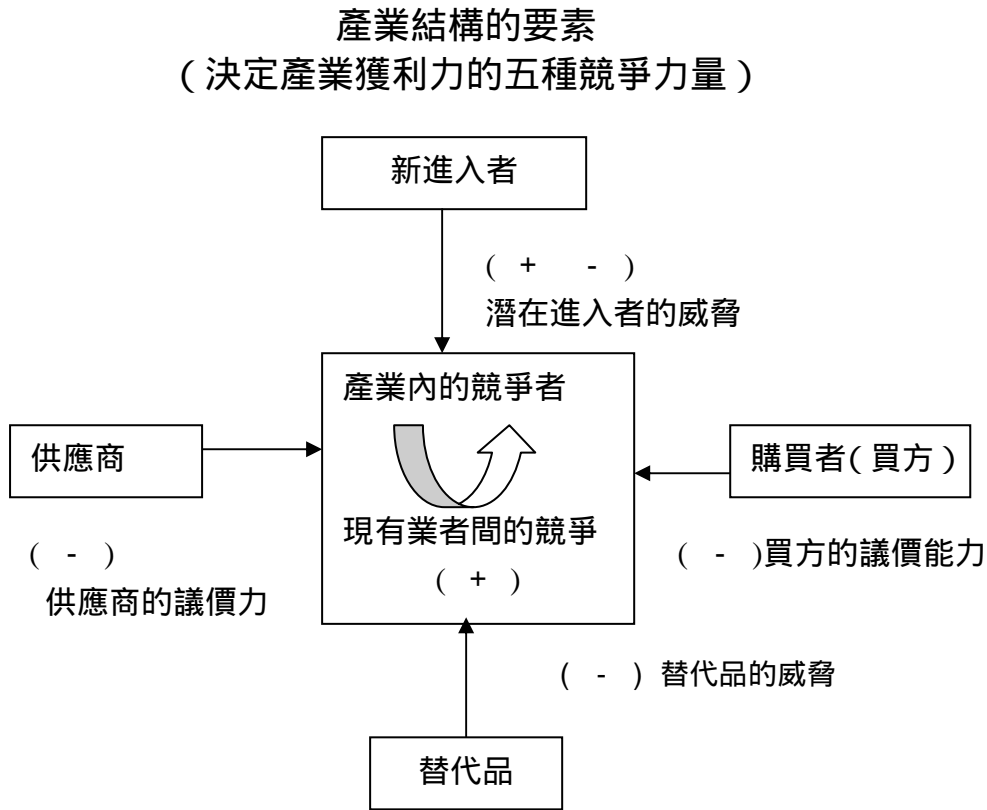 產業結構的要素
（決定產業獲利力的五種競爭力量）
新進入者
( + - )
潛在進入者的威脅
產業內的競爭者
供應商
購買者(買方)
現有業者間的競爭
( + )
( - )
供應商的議價力
( - )買方的議價能力
( - ) 替代品的威脅
替代品